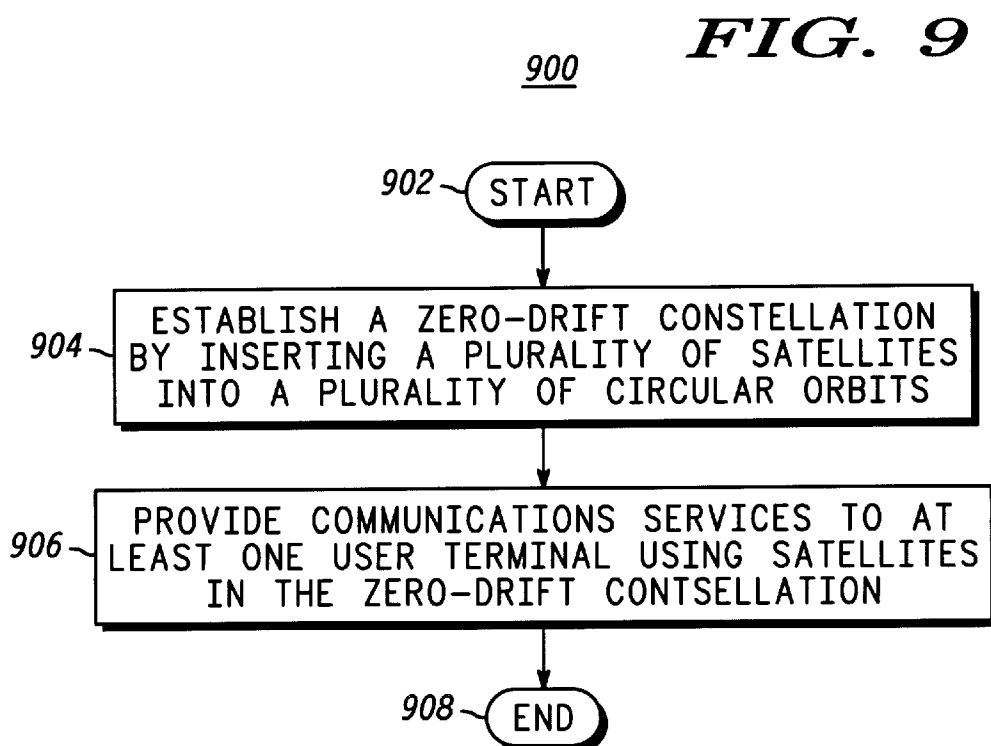 FIG. 9
900
902
START
904
ESTABLISH A ZERO-DRIFT CONSTELLATION
BY INSERTING A PLURALITY OF SATELLITES
INTO A PLURALITY OF CIRCULAR ORBITS
906
PROVIDE COMMUNICATIONS SERVICES TO AT
LEAST ONE USER TERMINAL USING SATELLITES
IN THE ZERO-DRIFT CONTSELLATION
908
END